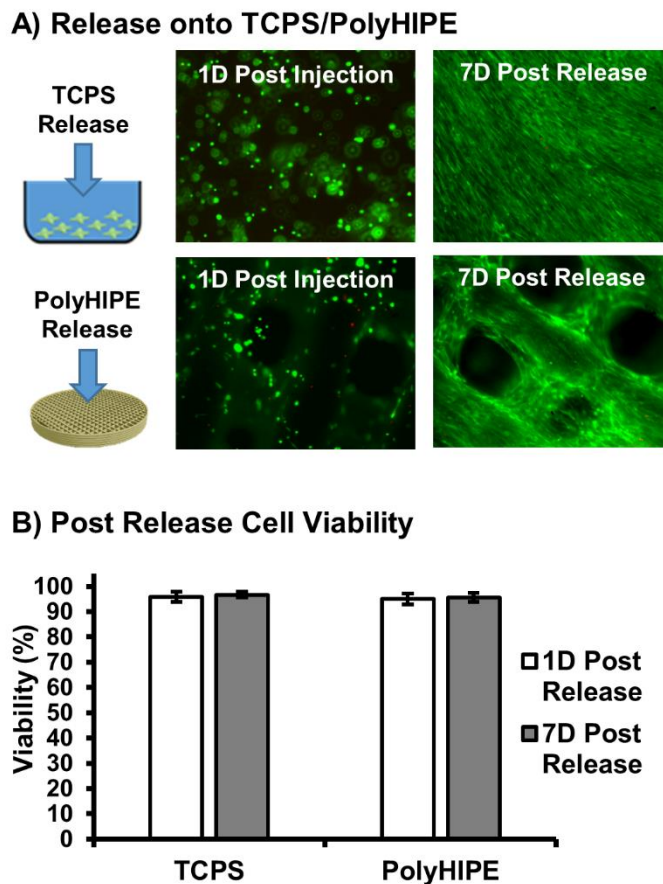 A) Release onto TCPS/PolyHIPE
TCPS
Release
1D Post Injection
7D Post Release
PolyHIPE
Release
1D Post Injection
7D Post Release
B) Post Release Cell Viability
Viability (%)
100
90
80
70
60
50
40
30
20
10
0
TCPS
PolyHIPE
1D Post
Release
7D Post
Release